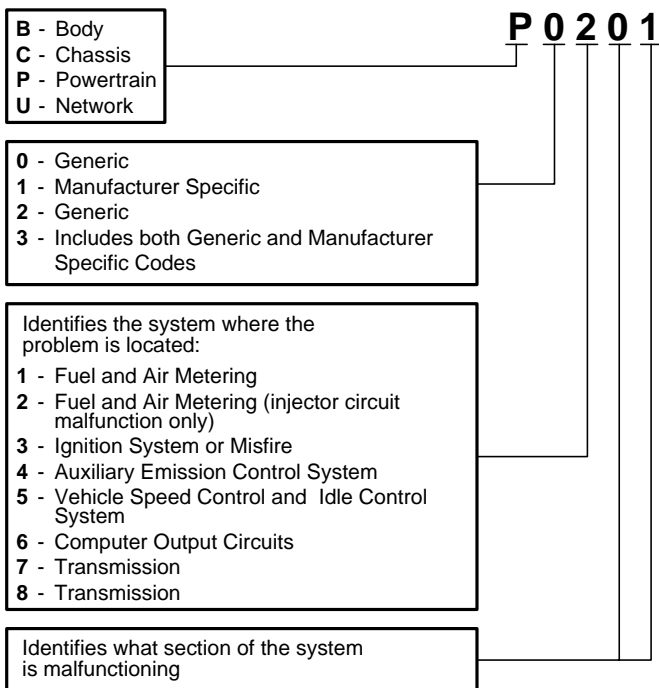 P 0 2 0 1
B - Body
C - Chassis
P - Powertrain
U - Network
0 - Generic
1 - Manufacturer Specific
2 - Generic
3 - Includes both Generic and Manufacturer
Specific Codes
Identifies the system where the
problem is located:
1 - Fuel and Air Metering
2 - Fuel and Air Metering (injector circuit
malfunction only)
3 - Ignition System or Misfire
4 - Auxiliary Emission Control System
5 - Vehicle Speed Control and Idle Control
System
6 - Computer Output Circuits
7 - Transmission
8 - Transmission
Identifies what section of the system
is malfunctioning